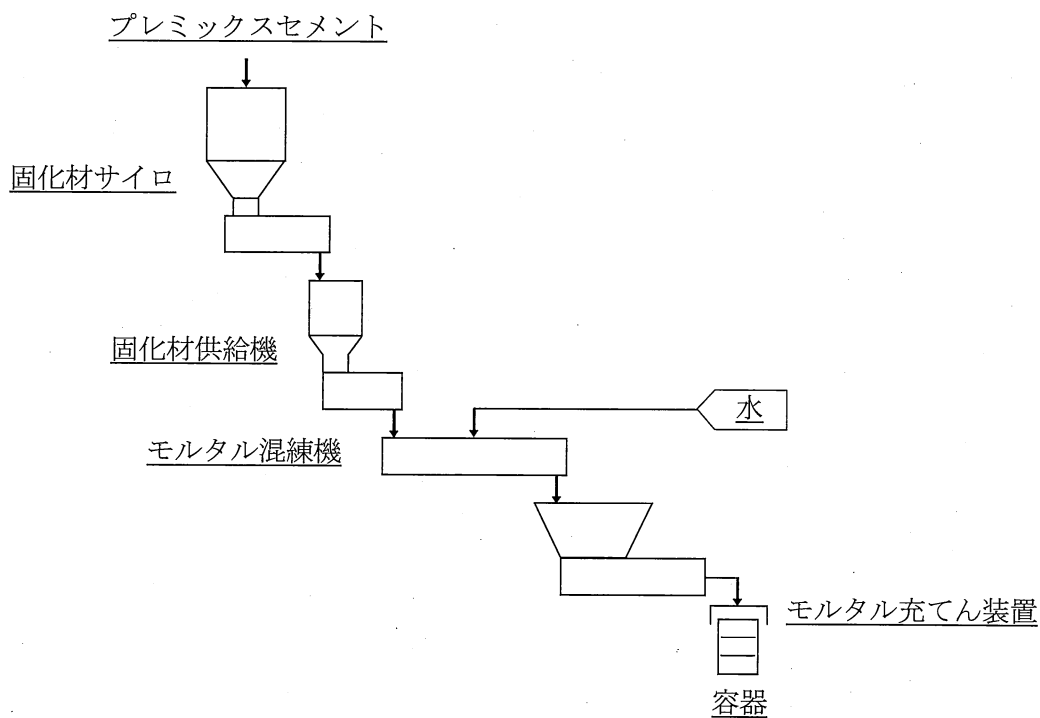 プレミックスセメント
固化材サイロ
固化材供給機
水
モルタル混練機
モルタル充てん装置
容器